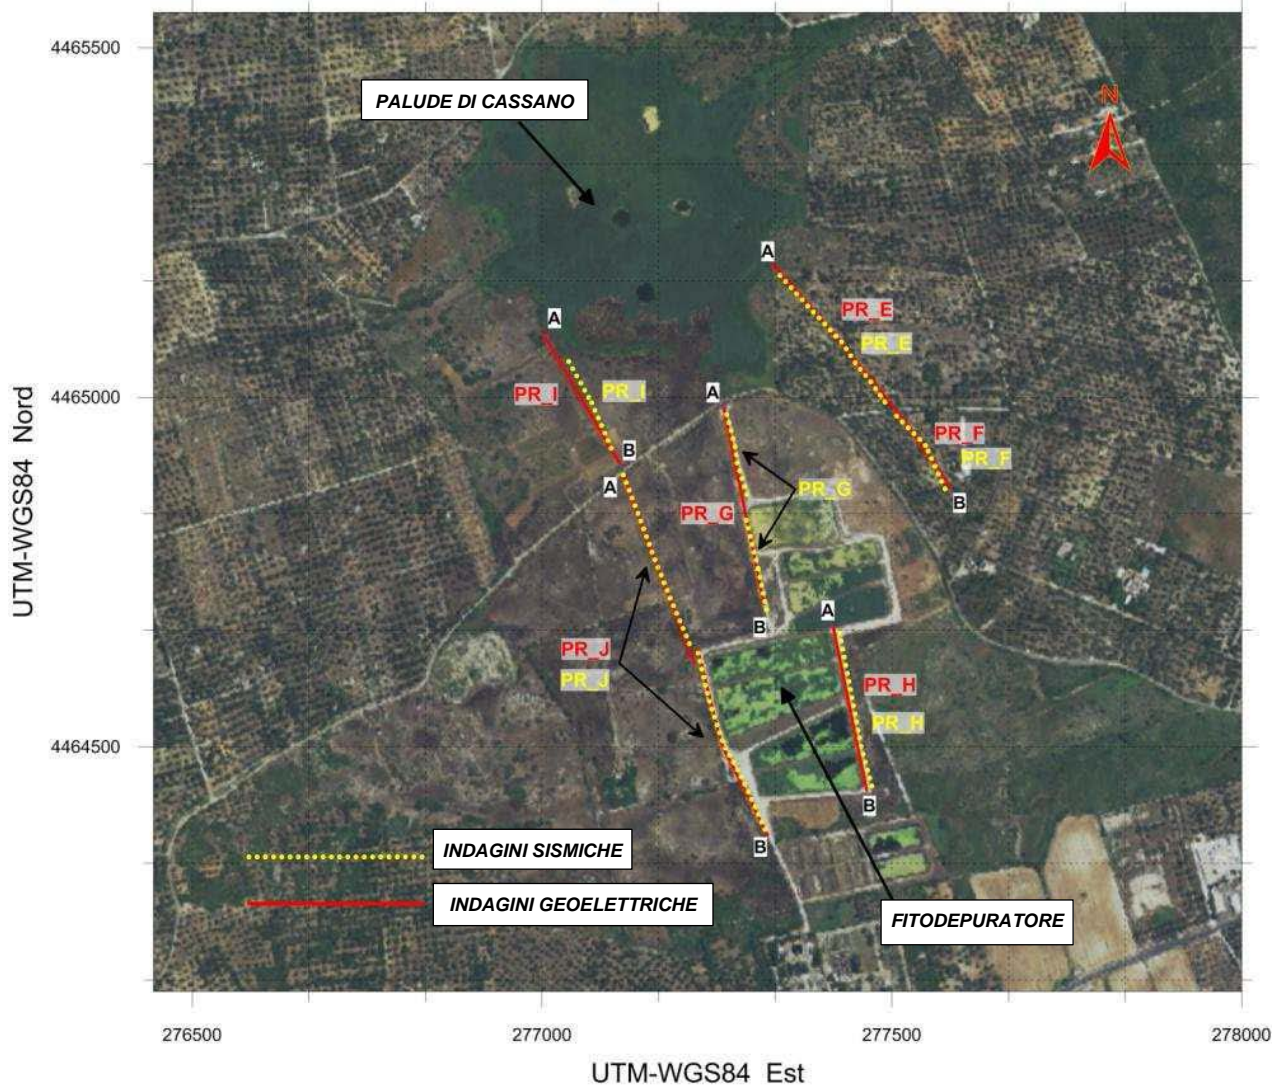 4465500
PALUDE DI CASSANO
N
A
PR_E
PR_E
A
PR_I
PR_I
A
4465000
UTM-WGS84 Nord
B
A
PR_F
PR_F
B
PR_G
PR_G
A
B
PR_J
PR_J
PR_H
PR_H
4464500
B
B
INDAGINI SISMICHE
INDAGINI GEOELETTRICHE
FITODEPURATORE
276500
277000
277500
278000
UTM-WGS84 Est